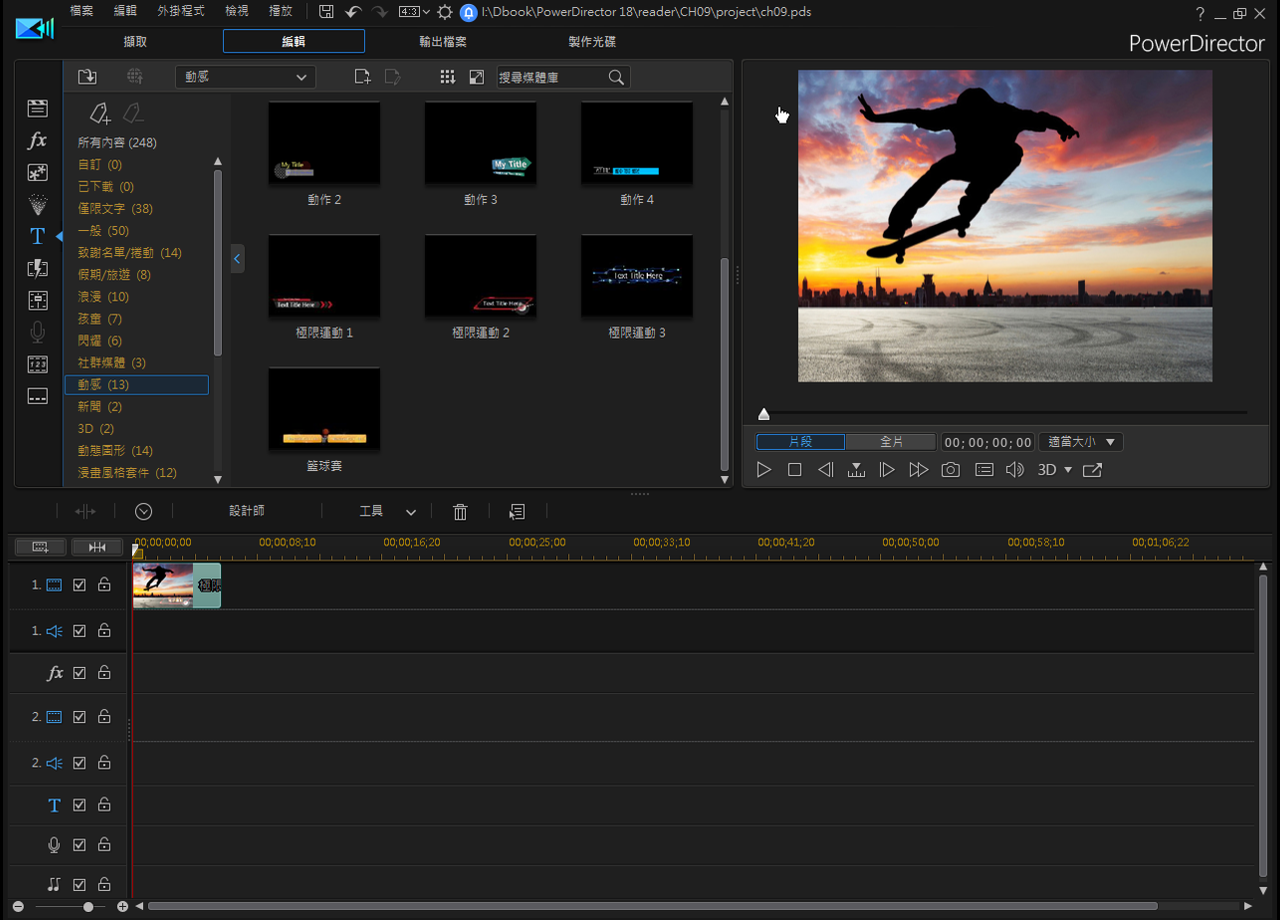 檔案 編輯 外掛程式 檢視 播放 4:3 I:\Dbook\PowerDirector 18\reader\CH09\project\ch09.pds ?
擷取 編輯 輸出檔案 製作光碟 PowerDirector
動感 搜尋媒體庫
所有內容 (248)
自訂 (0)
已下載 (0)
僅限文字 (38)
一般 (50)
致謝名單/捲動 (14)
假期/旅遊 (8)
浪漫 (10)
孩童 (7)
閃耀 (6)
社群媒體 (3)
動感 (13)
新聞 (2)
3D (2)
動態圖形 (14)
漫畫風格套件 (12)
fx
T
My Title
My Title
動作 2 動作 3 動作 4
Text Title Here
Text Title Here
Text Title Here
極限運動 1 極限運動 2 極限運動 3
籃球賽
片段 全片 00;00;00;00 適當大小
3D
設計師 工具
00;00;00;00 00;00;08;10 00;00;16;20 00;00;25;00 00;00;33;10 00;00;41;20 00;00;50;00 00;00;58;10 00;01;06;22
1. 極限
1.
fx
2.
2.
T